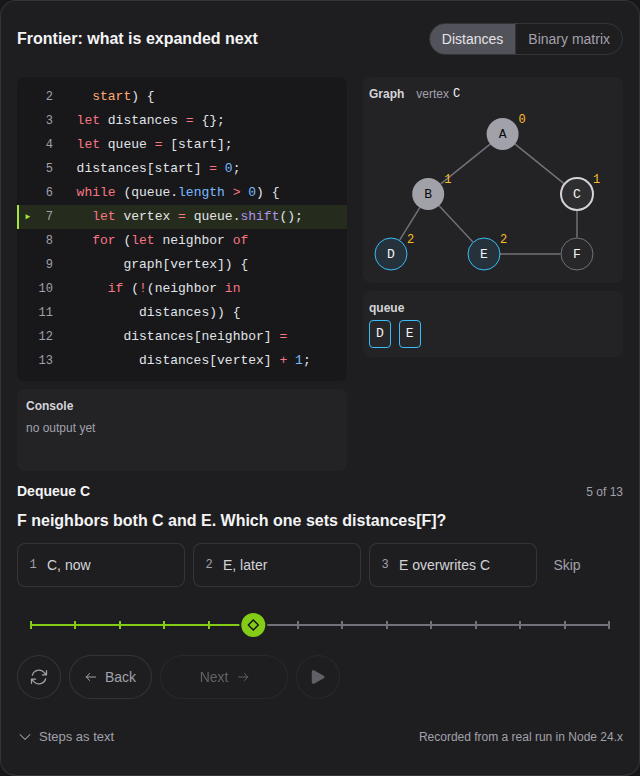 Frontier: what is expanded next
Distances
Binary matrix
2 start) {
3 let distances = {};
4 let queue = [start];
5 distances[start] = 0;
6 while (queue.length > 0) {
▸ 7 let vertex = queue.shift();
8 for (let neighbor of
9 graph[vertex]) {
10 if (!(neighbor in
11 distances)) {
12 distances[neighbor] =
13 distances[vertex] + 1;
Console
no output yet
Graph vertex C
A 0
B 1
C 1
D 2
E 2
F
queue
D E
Dequeue C
5 of 13
F neighbors both C and E. Which one sets distances[F]?
1 C, now
2 E, later
3 E overwrites C
Skip
← Back
Next →
Steps as text
Recorded from a real run in Node 24.x